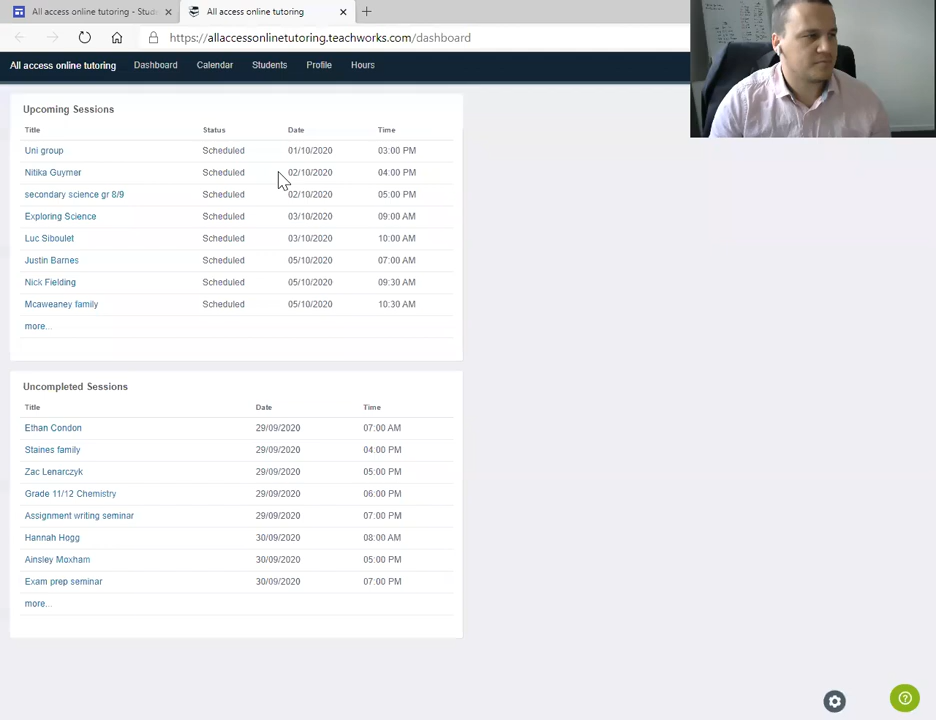 All access online tutoring - Stude
All access online tutoring
https://allaccessonlinetutoring.teachworks.com/dashboard
All access online tutoring Dashboard Calendar Students Profile Hours
Upcoming Sessions
Title Status Date Time
Uni group Scheduled 01/10/2020 03:00 PM
Nitika Guymer Scheduled 02/10/2020 04:00 PM
secondary science gr 8/9 Scheduled 02/10/2020 05:00 PM
Exploring Science Scheduled 03/10/2020 09:00 AM
Luc Siboulet Scheduled 03/10/2020 10:00 AM
Justin Barnes Scheduled 05/10/2020 07:00 AM
Nick Fielding Scheduled 05/10/2020 09:30 AM
Mcaweaney family Scheduled 05/10/2020 10:30 AM
more...
Uncompleted Sessions
Title Date Time
Ethan Condon 29/09/2020 07:00 AM
Staines family 29/09/2020 04:00 PM
Zac Lenarczyk 29/09/2020 05:00 PM
Grade 11/12 Chemistry 29/09/2020 06:00 PM
Assignment writing seminar 29/09/2020 07:00 PM
Hannah Hogg 30/09/2020 08:00 AM
Ainsley Moxham 30/09/2020 05:00 PM
Exam prep seminar 30/09/2020 07:00 PM
more...